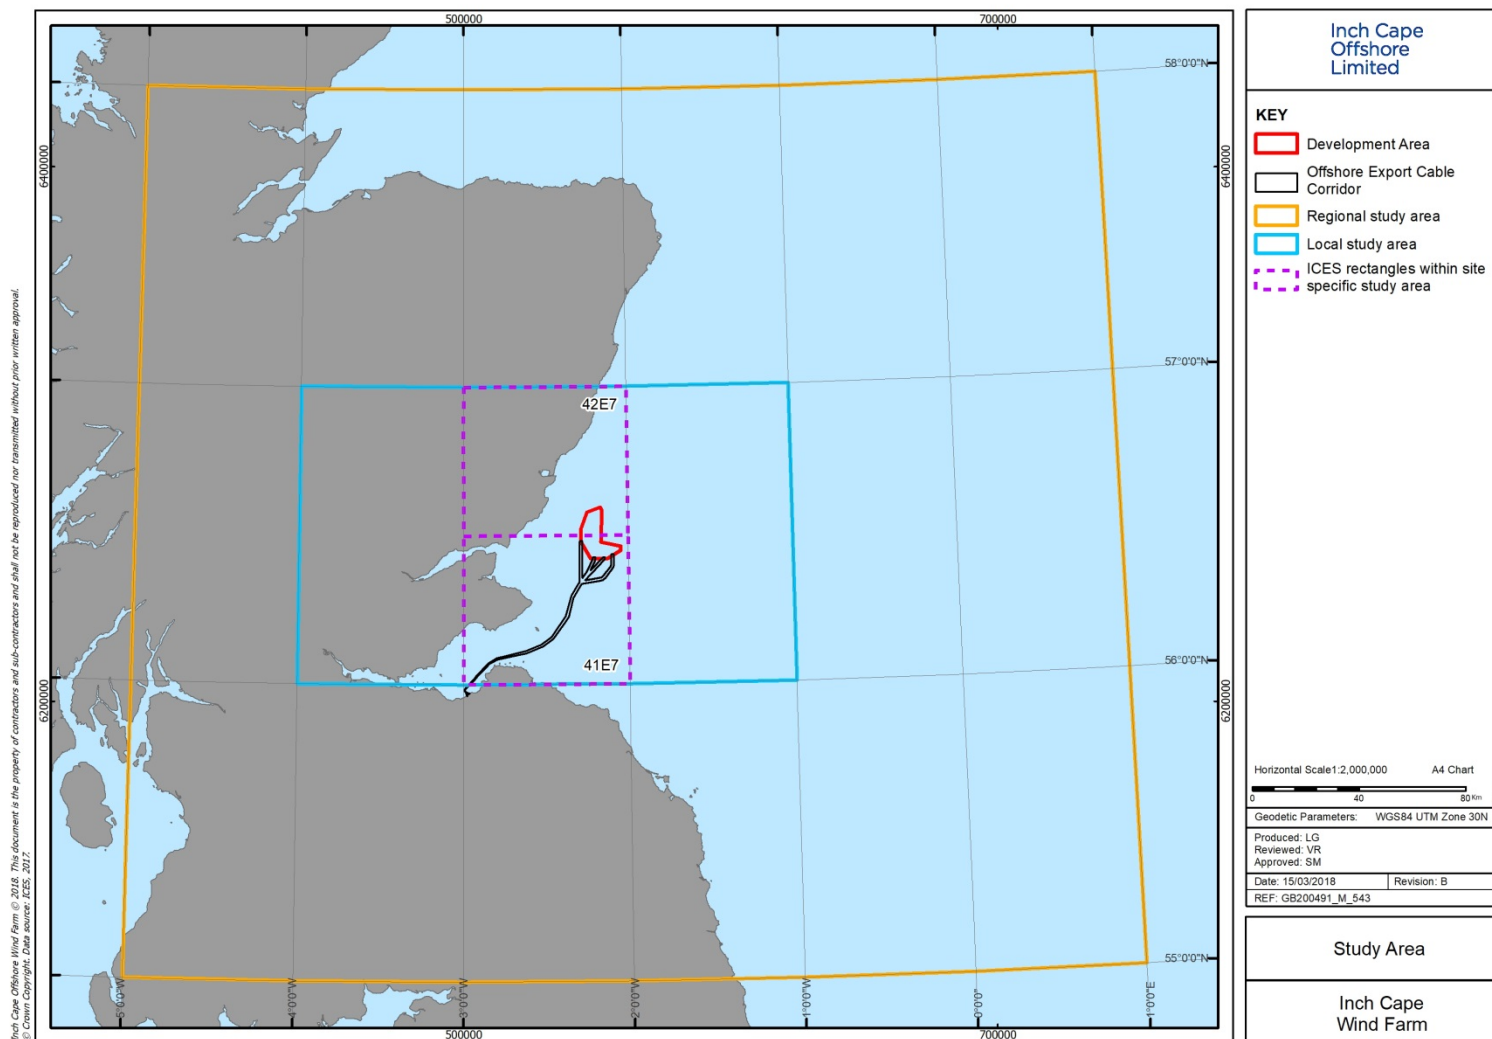 500000
700000
58°0'0"N
6400000
6400000
57°0'0"N
42E7
41E7
56°0'0"N
6200000
6200000
55°0'0"N
5°0'0"W
4°0'0"W
3°0'0"W
2°0'0"W
1°0'0"W
0°0'0"
1°0'0"E
500000
700000
Inch Cape Offshore Wind Farm © 2018. This document is the property of contractors and sub-contractors and shall not be reproduced nor transmitted without prior written approval.
© Crown Copyright. Data source: ICES, 2017.
Inch Cape
Offshore
Limited
KEY
Development Area
Offshore Export Cable
Corridor
Regional study area
Local study area
ICES rectangles within site
specific study area
Horizontal Scale1:2,000,000 A4 Chart
0 40 80 Km
Geodetic Parameters: WGS84 UTM Zone 30N
Produced: LG
Reviewed: VR
Approved: SM
Date: 15/03/2018 Revision: B
REF: GB200491_M_543
Study Area
Inch Cape
Wind Farm